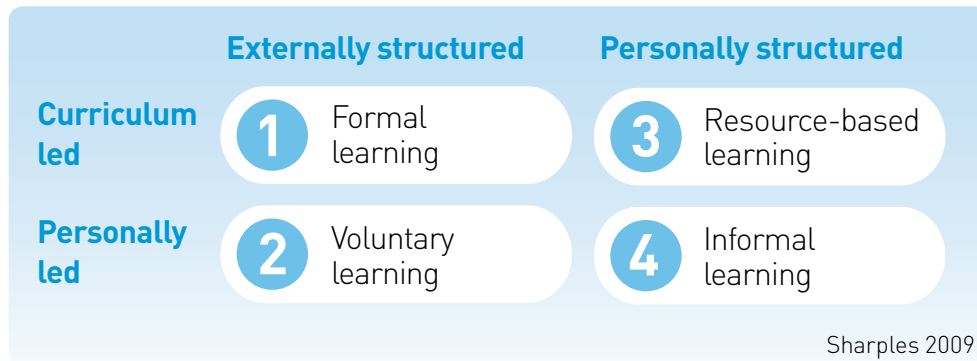 Externally structured Personally structured
Curriculum
led
1 Formal
learning
3 Resource-based
learning
Personally
led
2 Voluntary
learning
4 Informal
learning
Sharples 2009